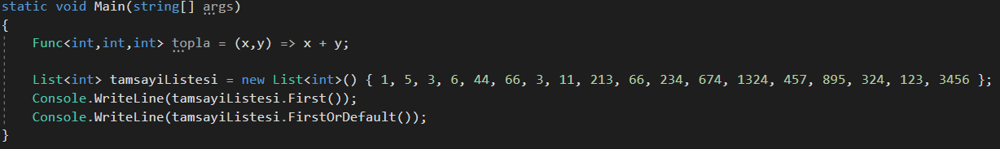 static void Main(string[] args)
{
Func<int,int,int> topla = (x,y) => x + y;
List<int> tamsayiListesi = new List<int>() { 1, 5, 3, 6, 44, 66, 3, 11, 213, 66, 234, 674, 1324, 457, 895, 324, 123, 3456 };
Console.WriteLine(tamsayiListesi.First());
Console.WriteLine(tamsayiListesi.FirstOrDefault());
}